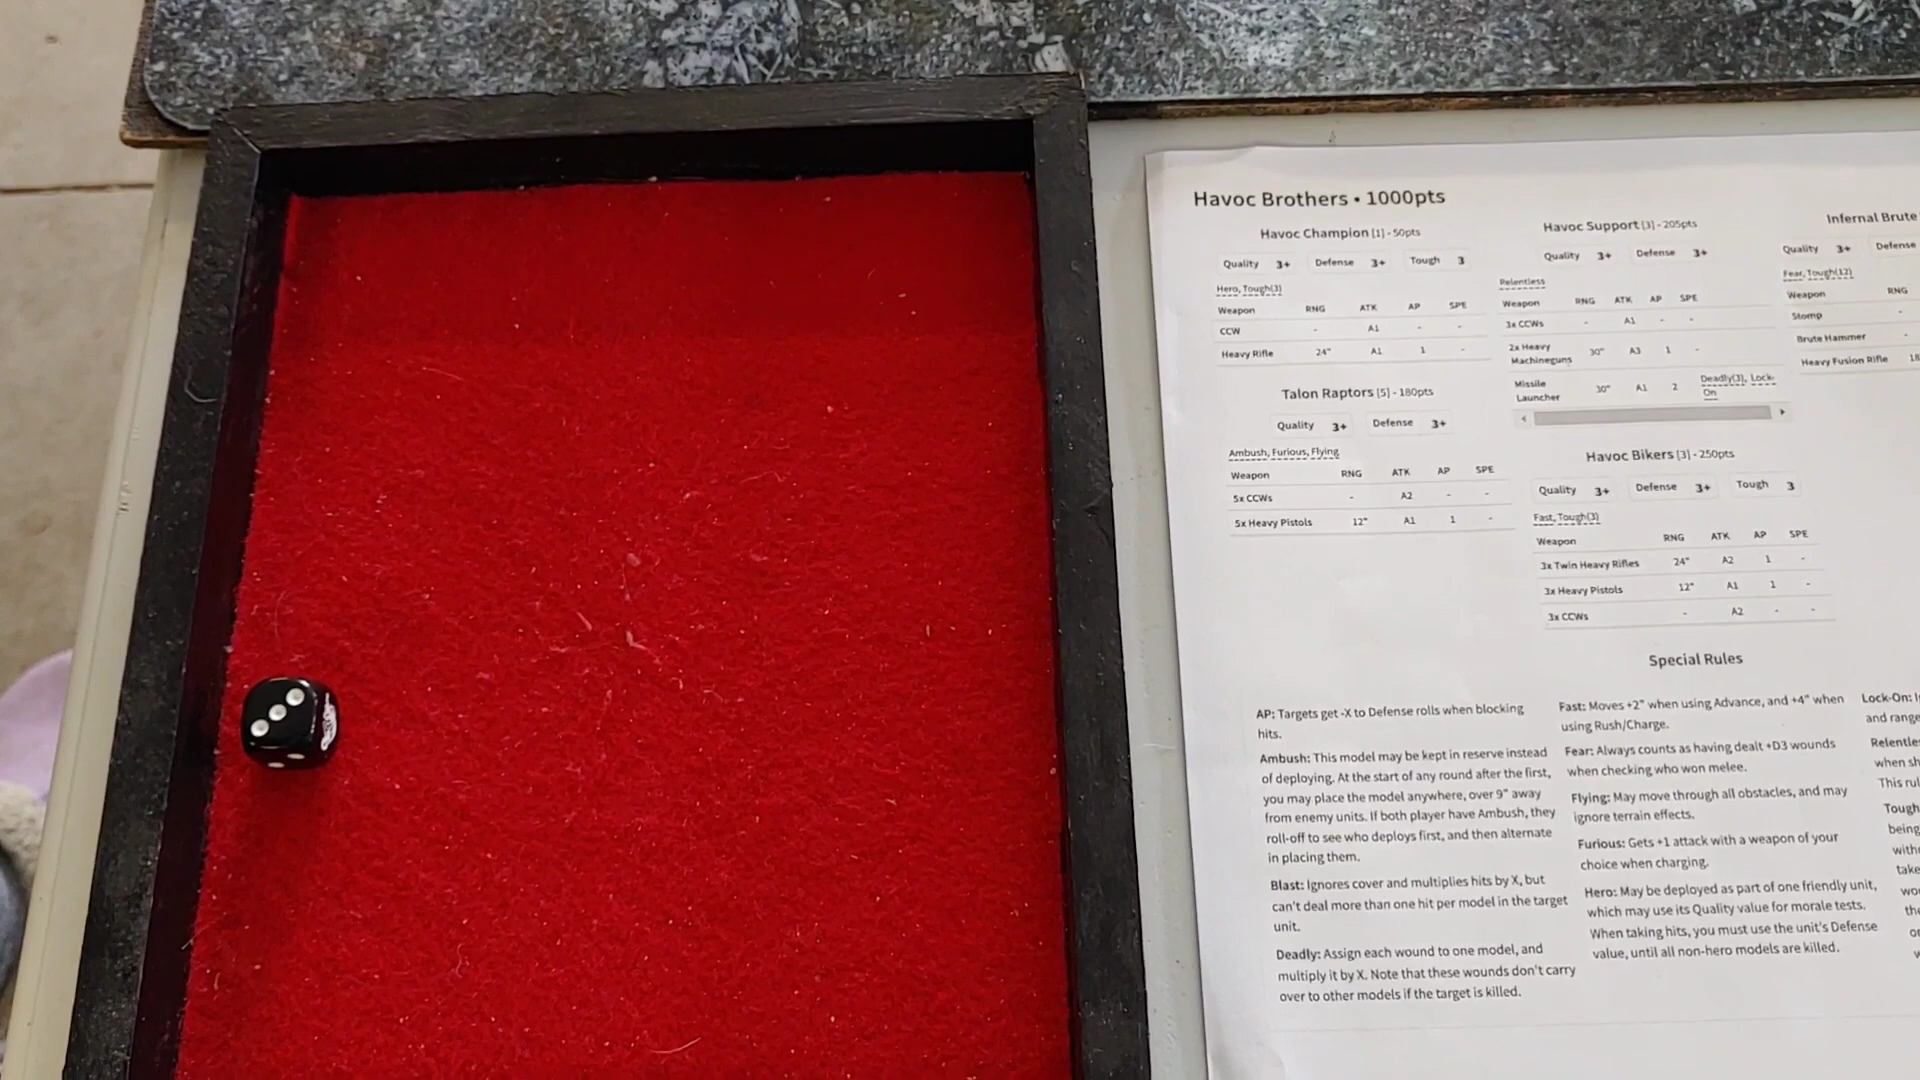 Havoc Brothers • 1000pts
Havoc Champion [1] - 50pts
Quality 3+ Defense 3+ Tough 3
Hero, Tough(3)
Weapon RNG ATK AP SPE
CCW - A1 - -
Heavy Rifle 24" A1 1 -
Talon Raptors [5] - 180pts
Quality 3+ Defense 3+
Ambush, Furious, Flying
Weapon RNG ATK AP SPE
5x CCWs - A2 - -
5x Heavy Pistols 12" A1 1 -
Havoc Support [3] - 205pts
Quality 3+ Defense 3+
Relentless
Weapon RNG ATK AP SPE
3x CCWs - A1 - -
2x Heavy
Machineguns 30" A3 1 -
Missile
Launcher 30" A1 2 Deadly(3), Lock-
On
Havoc Bikers [3] - 250pts
Quality 3+ Defense 3+ Tough 3
Fast, Tough(3)
Weapon RNG ATK AP SPE
3x Twin Heavy Rifles 24" A2 1 -
3x Heavy Pistols 12" A1 1 -
3x CCWs - A2 - -
Infernal Brute
Quality 3+ Defense
Fear, Tough(12)
Weapon RNG
Stomp -
Brute Hammer -
Heavy Fusion Rifle 18
Special Rules
AP: Targets get -X to Defense rolls when blocking
hits.
Ambush: This model may be kept in reserve instead
of deploying. At the start of any round after the first,
you may place the model anywhere, over 9" away
from enemy units. If both player have Ambush, they
roll-off to see who deploys first, and then alternate
in placing them.
Blast: Ignores cover and multiplies hits by X, but
can't deal more than one hit per model in the target
unit.
Deadly: Assign each wound to one model, and
multiply it by X. Note that these wounds don't carry
over to other models if the target is killed.
Fast: Moves +2" when using Advance, and +4" when
using Rush/Charge.
Fear: Always counts as having dealt +D3 wounds
when checking who won melee.
Flying: May move through all obstacles, and may
ignore terrain effects.
Furious: Gets +1 attack with a weapon of your
choice when charging.
Hero: May be deployed as part of one friendly unit,
which may use its Quality value for morale tests.
When taking hits, you must use the unit's Defense
value, until all non-hero models are killed.
Lock-On:
and range
when
This
Tough
being
take